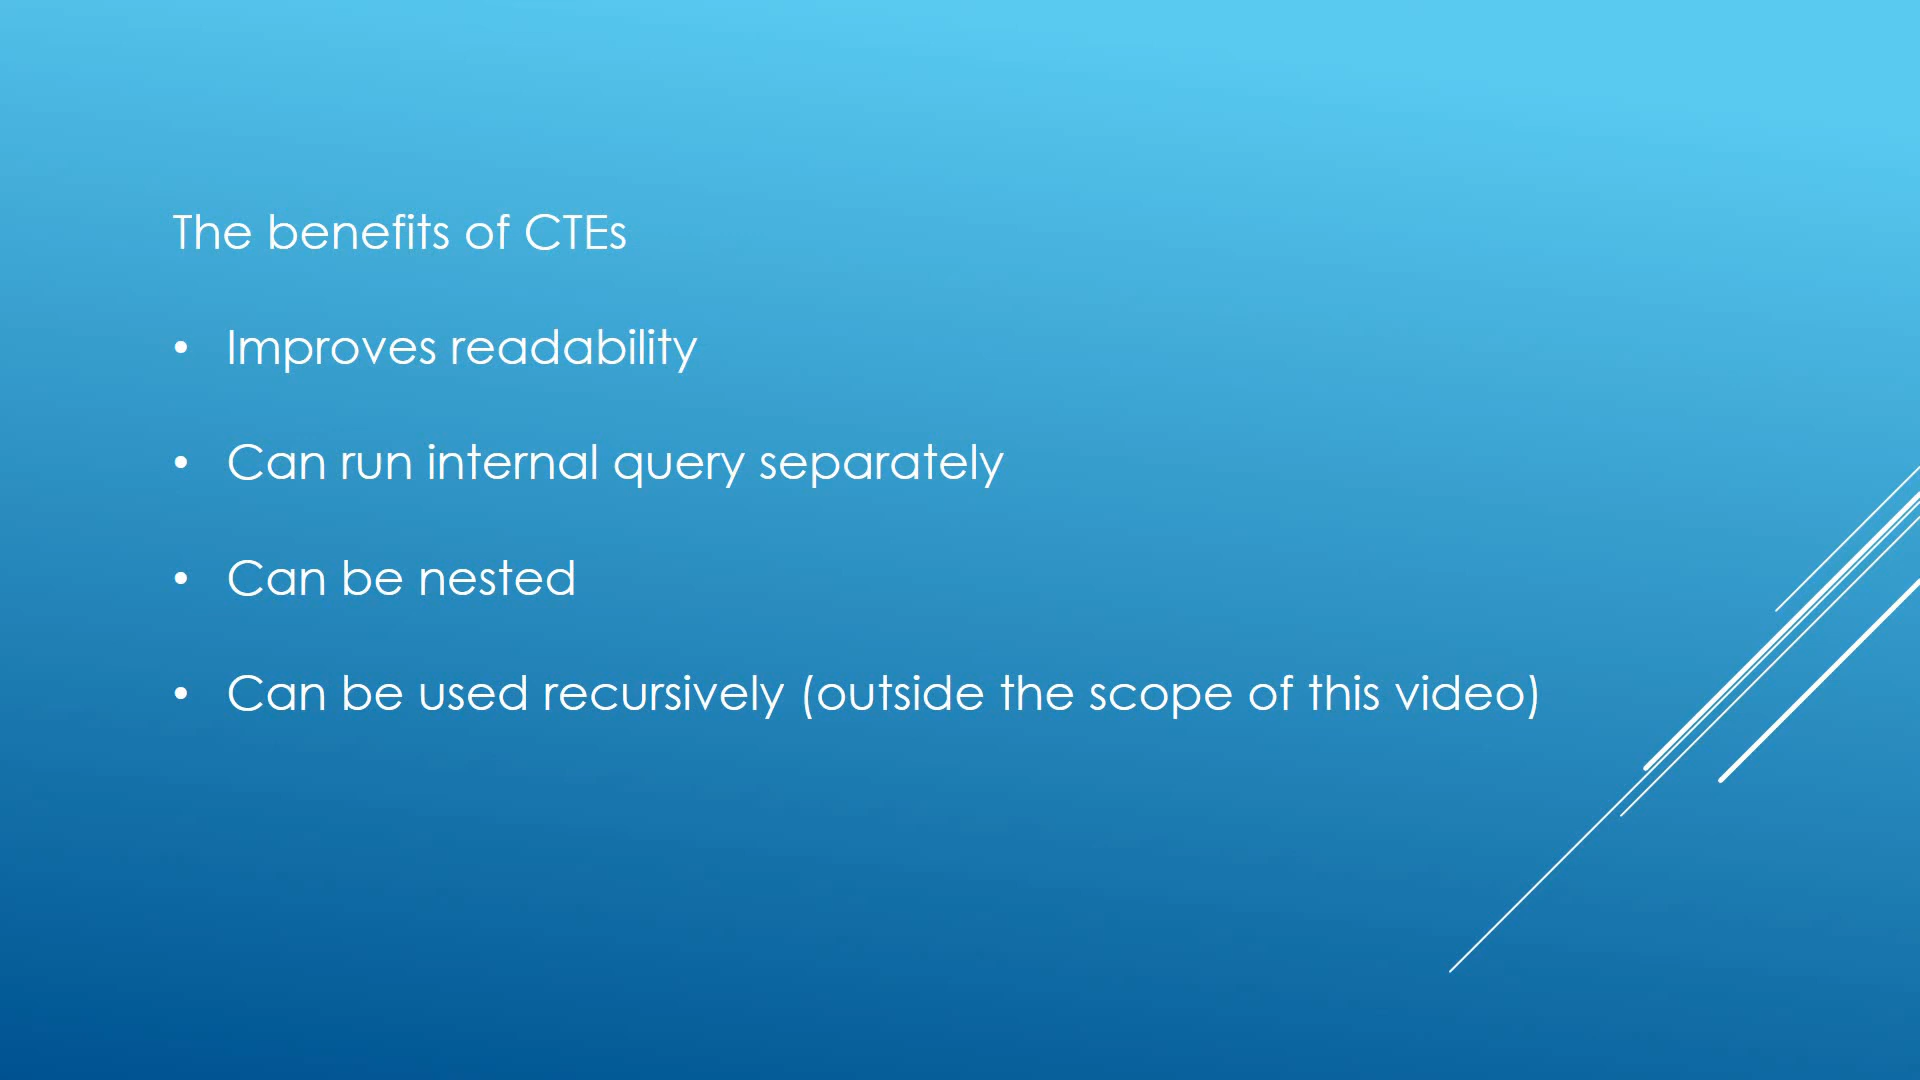 The benefits of CTEs
• Improves readability
• Can run internal query separately
• Can be nested
• Can be used recursively (outside the scope of this video)